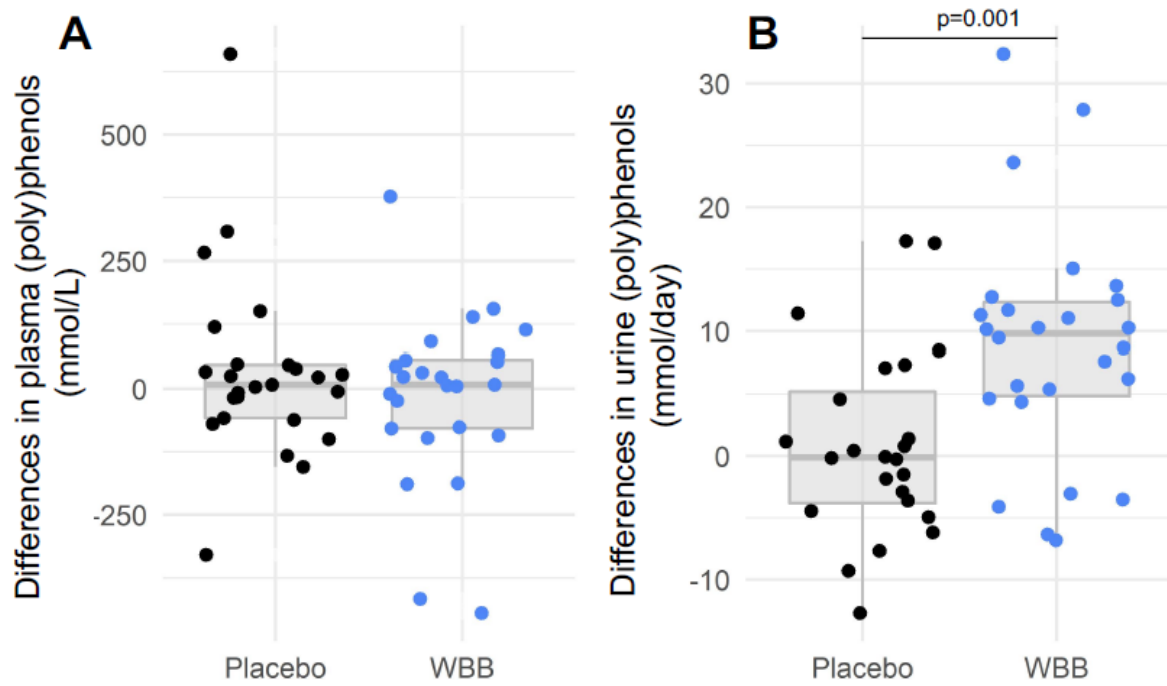 A
Differences in plasma (poly)phenols
(mmol/L)
500
250
0
-250
Placebo
WBB
B
p=0.001
Differences in urine (poly)phenols
(mmol/day)
30
20
10
0
-10
Placebo
WBB